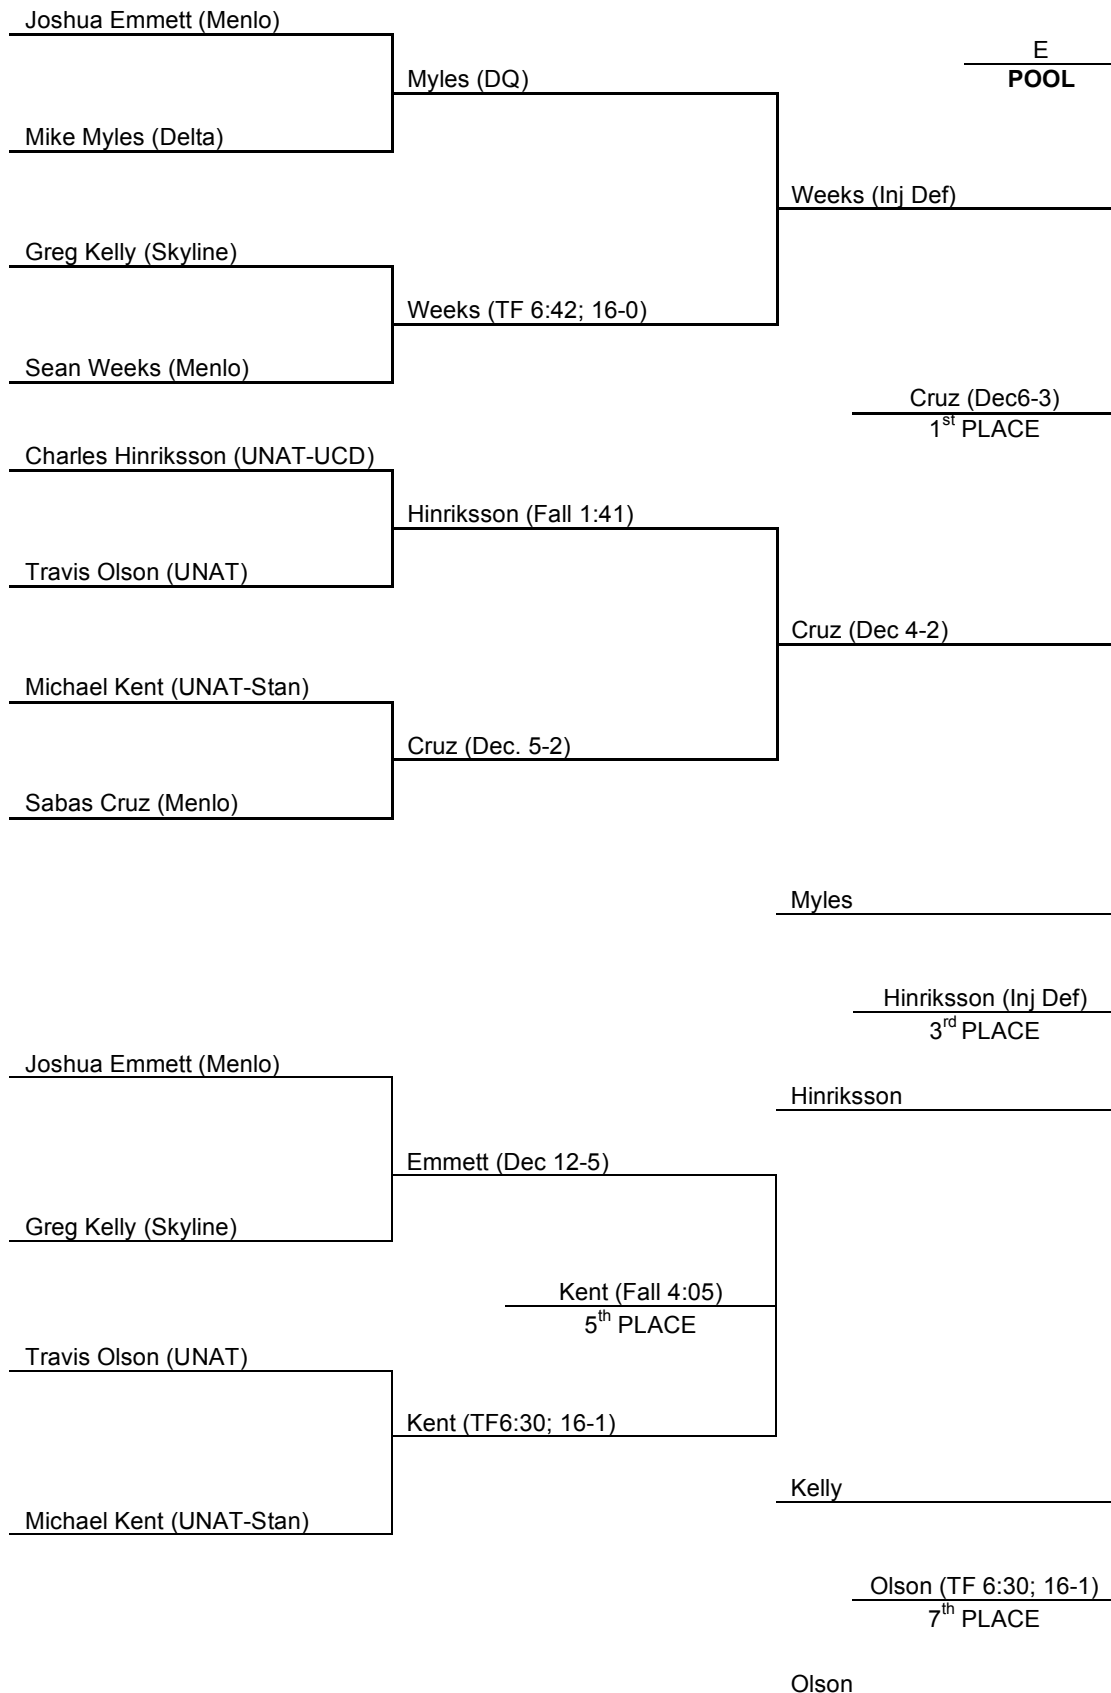 Joshua Emmett (Menlo)
E
POOL
Myles (DQ)
Mike Myles (Delta)
Weeks (Inj Def)
Greg Kelly (Skyline)
Weeks (TF 6:42; 16-0)
Sean Weeks (Menlo)
Cruz (Dec6-3)
1st PLACE
Charles Hinriksson (UNAT-UCD)
Hinriksson (Fall 1:41)
Travis Olson (UNAT)
Cruz (Dec 4-2)
Michael Kent (UNAT-Stan)
Cruz (Dec. 5-2)
Sabas Cruz (Menlo)
Myles
Hinriksson (Inj Def)
3rd PLACE
Joshua Emmett (Menlo)
Hinriksson
Emmett (Dec 12-5)
Greg Kelly (Skyline)
Kent (Fall 4:05)
5th PLACE
Travis Olson (UNAT)
Kent (TF6:30; 16-1)
Kelly
Michael Kent (UNAT-Stan)
Olson (TF 6:30; 16-1)
7th PLACE
Olson